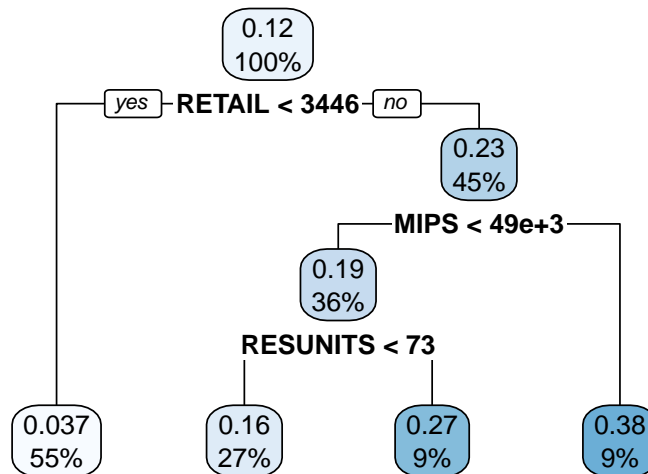 0.12
100%
yes RETAIL < 3446 no
0.23
45%
MIPS < 49e+3
0.19
36%
RESUNITS < 73
0.037 0.16 0.27 0.38
55% 27% 9% 9%